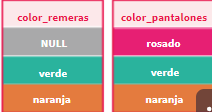 color_remeras
NULL
verde
naranja
color_pantalones
rosado
verde
naranja